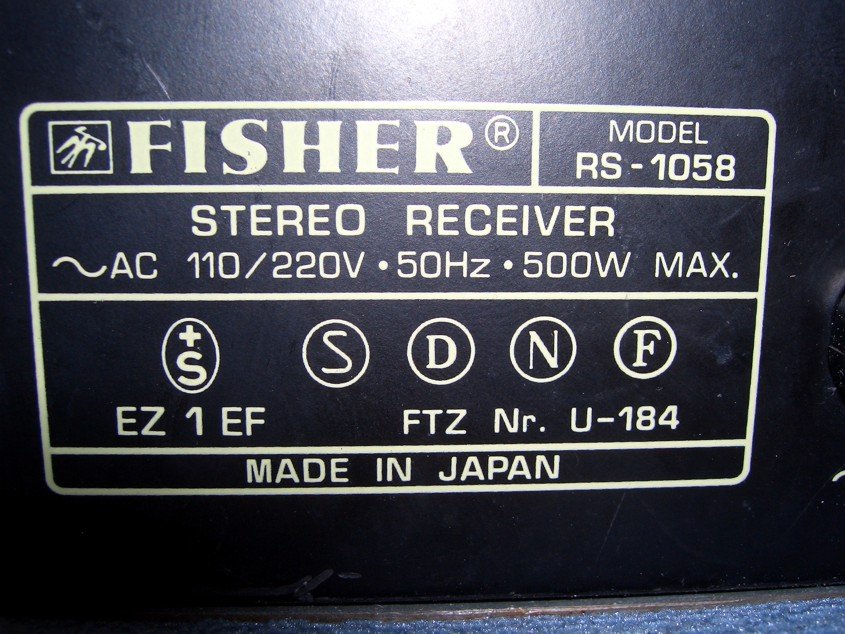 FISHER®
MODEL
RS-1058
STEREO RECEIVER
~AC 110/220V·50Hz·500W MAX.
+S S D N F
EZ 1 EF FTZ Nr. U-184
MADE IN JAPAN